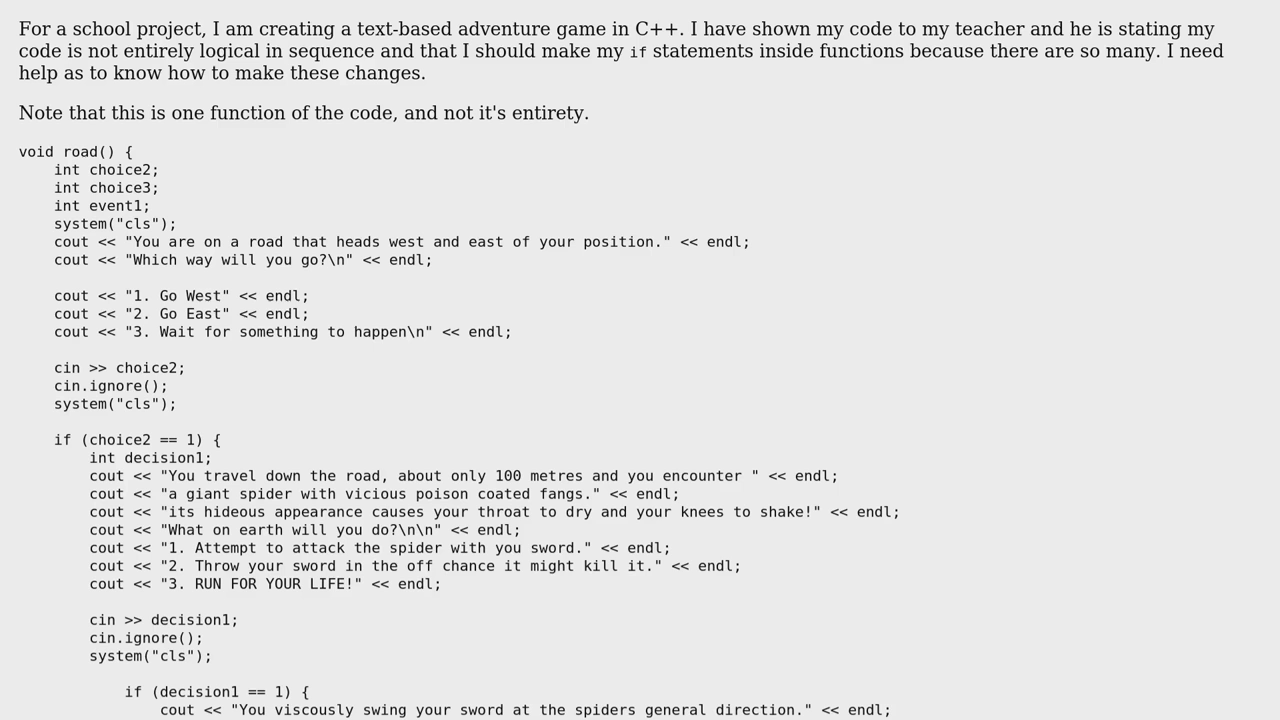 For a school project, I am creating a text-based adventure game in C++. I have shown my code to my teacher and he is stating my
code is not entirely logical in sequence and that I should make my if statements inside functions because there are so many. I need
help as to know how to make these changes.
Note that this is one function of the code, and not it's entirety.
void road() {
    int choice2;
    int choice3;
    int event1;
    system("cls");
    cout << "You are on a road that heads west and east of your position." << endl;
    cout << "Which way will you go?\n" << endl;

    cout << "1. Go West" << endl;
    cout << "2. Go East" << endl;
    cout << "3. Wait for something to happen\n" << endl;

    cin >> choice2;
    cin.ignore();
    system("cls");

    if (choice2 == 1) {
        int decision1;
        cout << "You travel down the road, about only 100 metres and you encounter " << endl;
        cout << "a giant spider with vicious poison coated fangs." << endl;
        cout << "its hideous appearance causes your throat to dry and your knees to shake!" << endl;
        cout << "What on earth will you do?\n\n" << endl;
        cout << "1. Attempt to attack the spider with you sword." << endl;
        cout << "2. Throw your sword in the off chance it might kill it." << endl;
        cout << "3. RUN FOR YOUR LIFE!" << endl;

        cin >> decision1;
        cin.ignore();
        system("cls");

            if (decision1 == 1) {
                cout << "You viscously swing your sword at the spiders general direction." << endl;